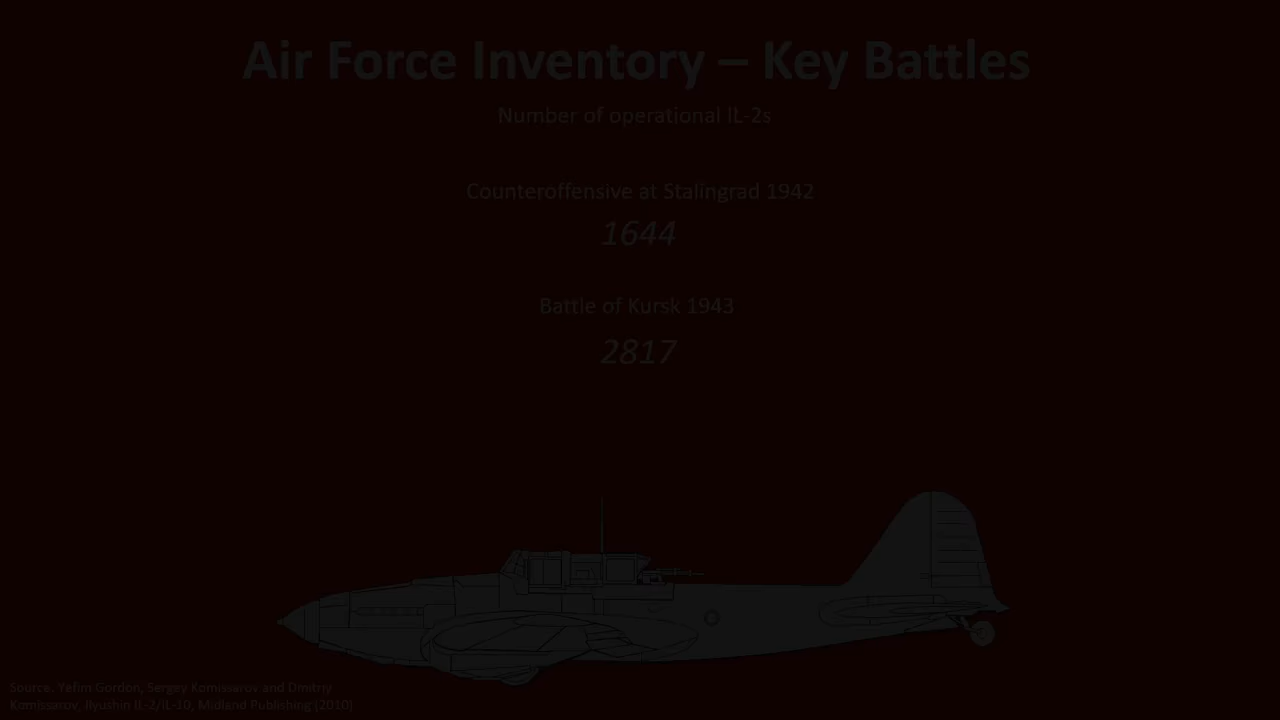 Air Force Inventory – Key Battles
Number of operational IL-2s
Counteroffensive at Stalingrad 1942
1644
Battle of Kursk 1943
2817
Source, Yefim Gordon, Sergey Komissarov and Dmitriy
Komissarov, Ilyushin IL-2/IL-10, Midland Publishing (2010)